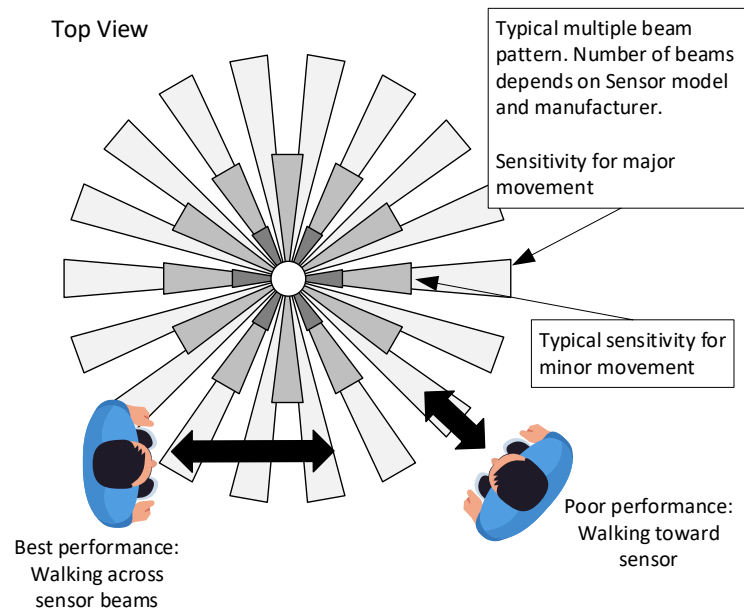 Top View
Typical multiple beam
pattern. Number of beams
depends on Sensor model
and manufacturer.
Sensitivity for major
movement
Typical sensitivity for
minor movement
Best performance:
Walking across
sensor beams
Poor performance:
Walking toward
sensor